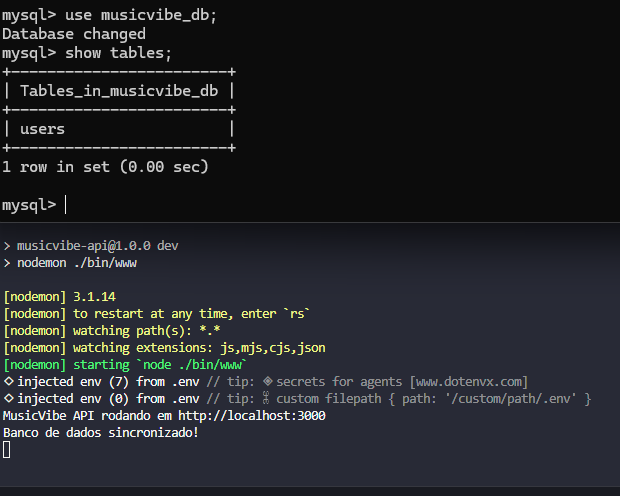 mysql> use musicvibe_db;
Database changed
mysql> show tables;
+------------------------+
| Tables_in_musicvibe_db |
+------------------------+
| users                  |
+------------------------+
1 row in set (0.00 sec)
mysql>
> musicvibe-api@1.0.0 dev
> nodemon ./bin/www
[nodemon] 3.1.14
[nodemon] to restart at any time, enter `rs`
[nodemon] watching path(s): *.*
[nodemon] watching extensions: js,mjs,cjs,json
[nodemon] starting `node ./bin/www`
◇ injected env (7) from .env // tip: ◈ secrets for agents [www.dotenvx.com]
◇ injected env (0) from .env // tip: ⌘ custom filepath { path: '/custom/path/.env' }
MusicVibe API rodando em http://localhost:3000
Banco de dados sincronizado!